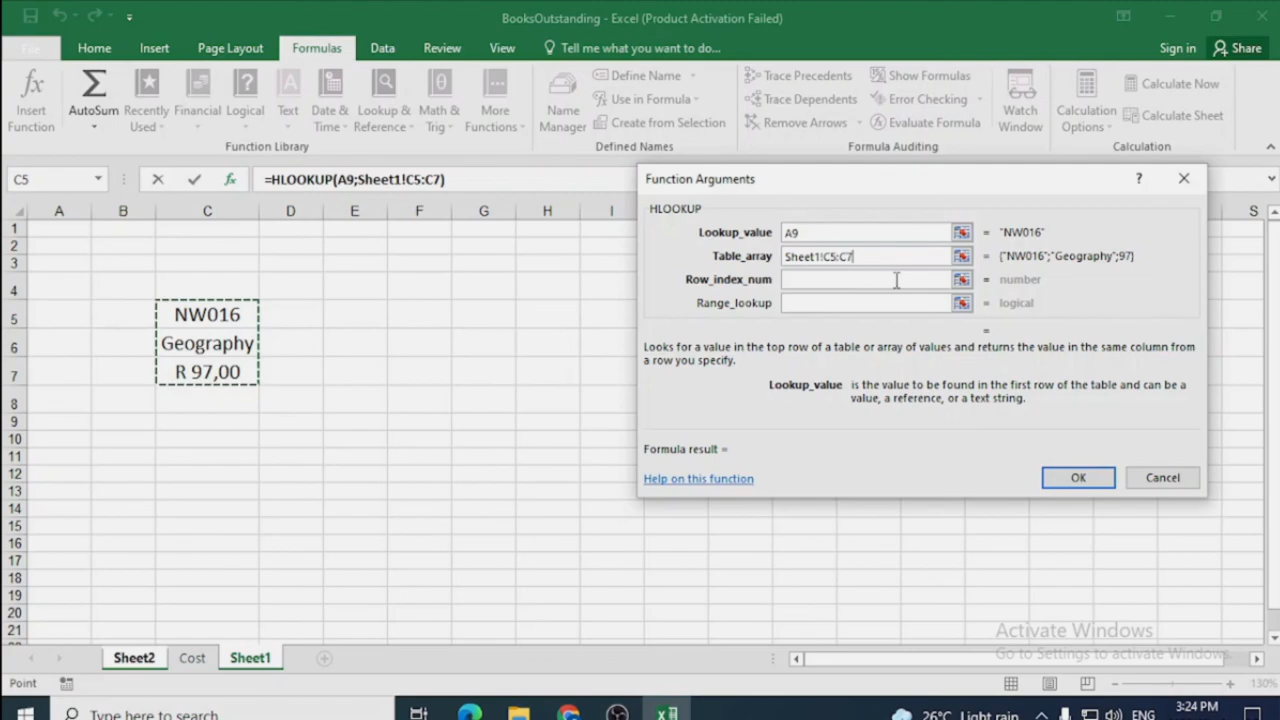 BooksOutstanding - Excel (Product Activation Failed)
File Home Insert Page Layout Formulas Data Review View Tell me what you want to do... Sign in Share
Insert Function
AutoSum
Recently Used
Financial
Logical
Text
Date & Time
Lookup & Reference
Math & Trig
More Functions
Function Library
Name Manager
Define Name
Use in Formula
Create from Selection
Defined Names
Trace Precedents
Trace Dependents
Remove Arrows
Show Formulas
Error Checking
Evaluate Formula
Formula Auditing
Watch Window
Calculation Options
Calculate Now
Calculate Sheet
Calculation
C5 fx =HLOOKUP(A9;Sheet1!C5:C7)
A B C D E F G H I S
1
2
3
4
5 NW016
6 Geography
7 R 97,00
8
9
10
11
12
13
14
15
16
17
18
19
20
21
Function Arguments ?
HLOOKUP
Lookup_value A9 = "NW016"
Table_array Sheet1!C5:C7 = {"NW016";"Geography";97}
Row_index_num = number
Range_lookup = logical
=
Looks for a value in the top row of a table or array of values and returns the value in the same column from
a row you specify.
Lookup_value is the value to be found in the first row of the table and can be a
value, a reference, or a text string.
Formula result =
Help on this function
OK Cancel
Activate Windows
Go to Settings to activate Windows.
Sheet2 Cost Sheet1
Point 130%
Type here to search 26°C Light rain ENG 3:24 PM